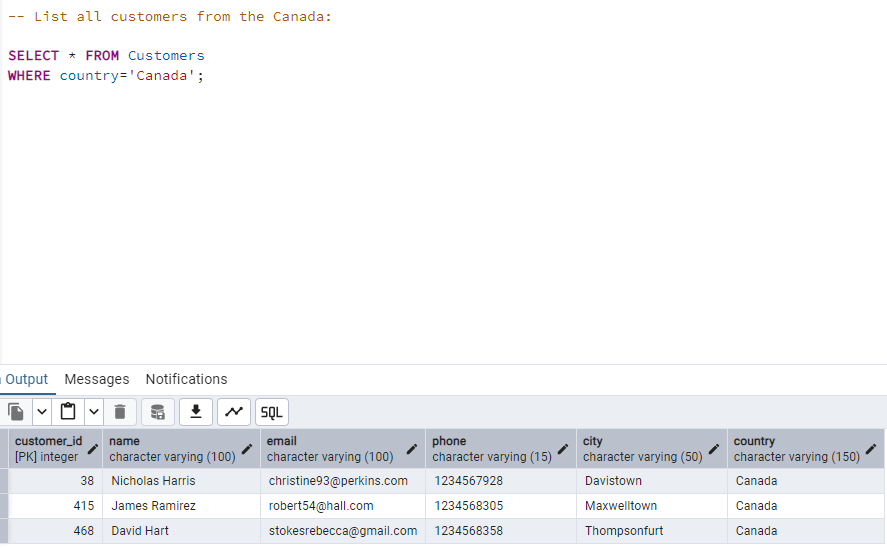 -- List all customers from the Canada:
SELECT * FROM Customers
WHERE country='Canada';
Output Messages Notifications
SQL
customer_id name email phone city country
[PK] integer character varying (100) character varying (100) character varying (15) character varying (50) character varying (150)
38 Nicholas Harris christine93@perkins.com 1234567928 Davistown Canada
415 James Ramirez robert54@hall.com 1234568305 Maxwelltown Canada
468 David Hart stokesrebecca@gmail.com 1234568358 Thompsonfurt Canada